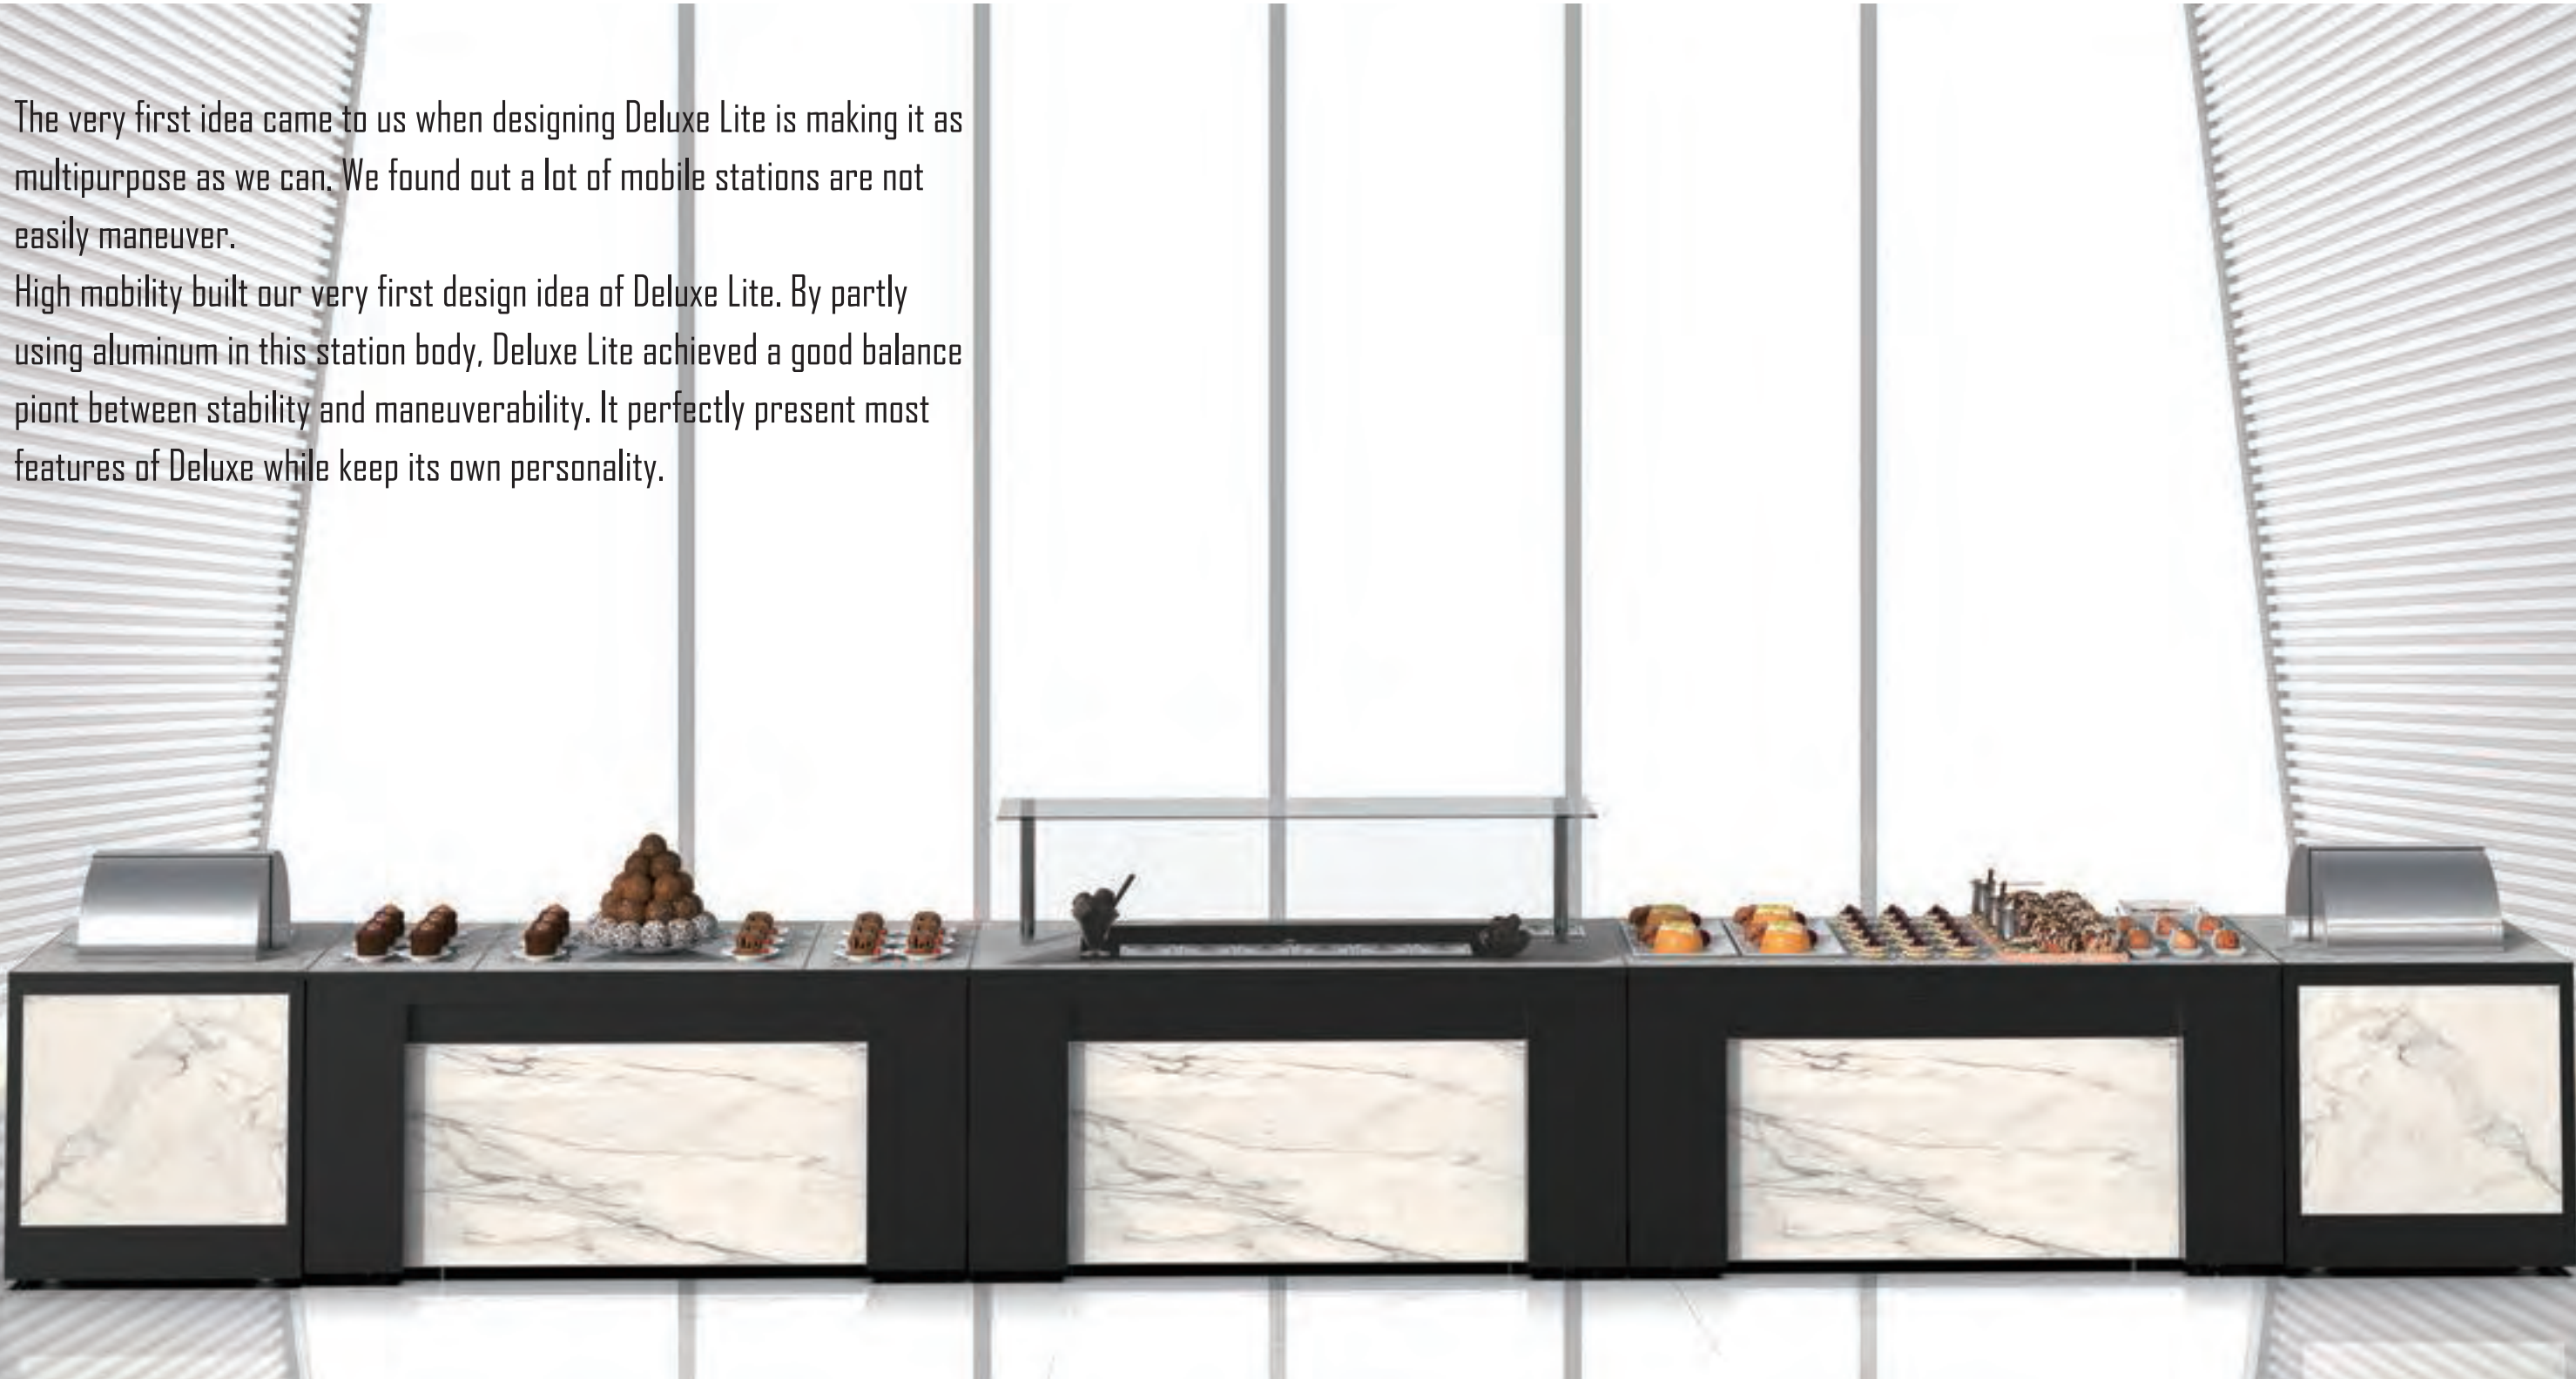 The very first idea came to us when designing Deluxe Lite is making it as
multipurpose as we can. We found out a lot of mobile stations are not
easily maneuver.
High mobility built our very first design idea of Deluxe Lite. By partly
using aluminum in this station body, Deluxe Lite achieved a good balance
piont between stability and maneuverability. It perfectly present most
features of Deluxe while keep its own personality.